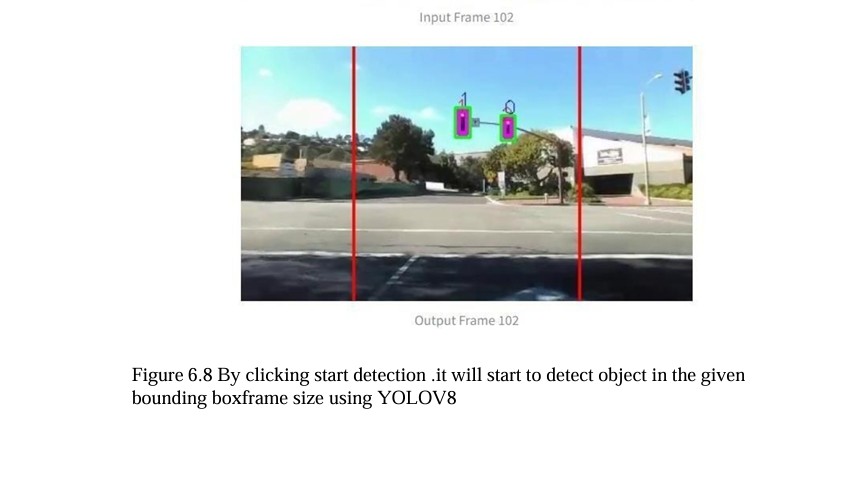 Input Frame 102
1
0
Output Frame 102
Figure 6.8 By clicking start detection .it will start to detect object in the given
bounding boxframe size using YOLOV8